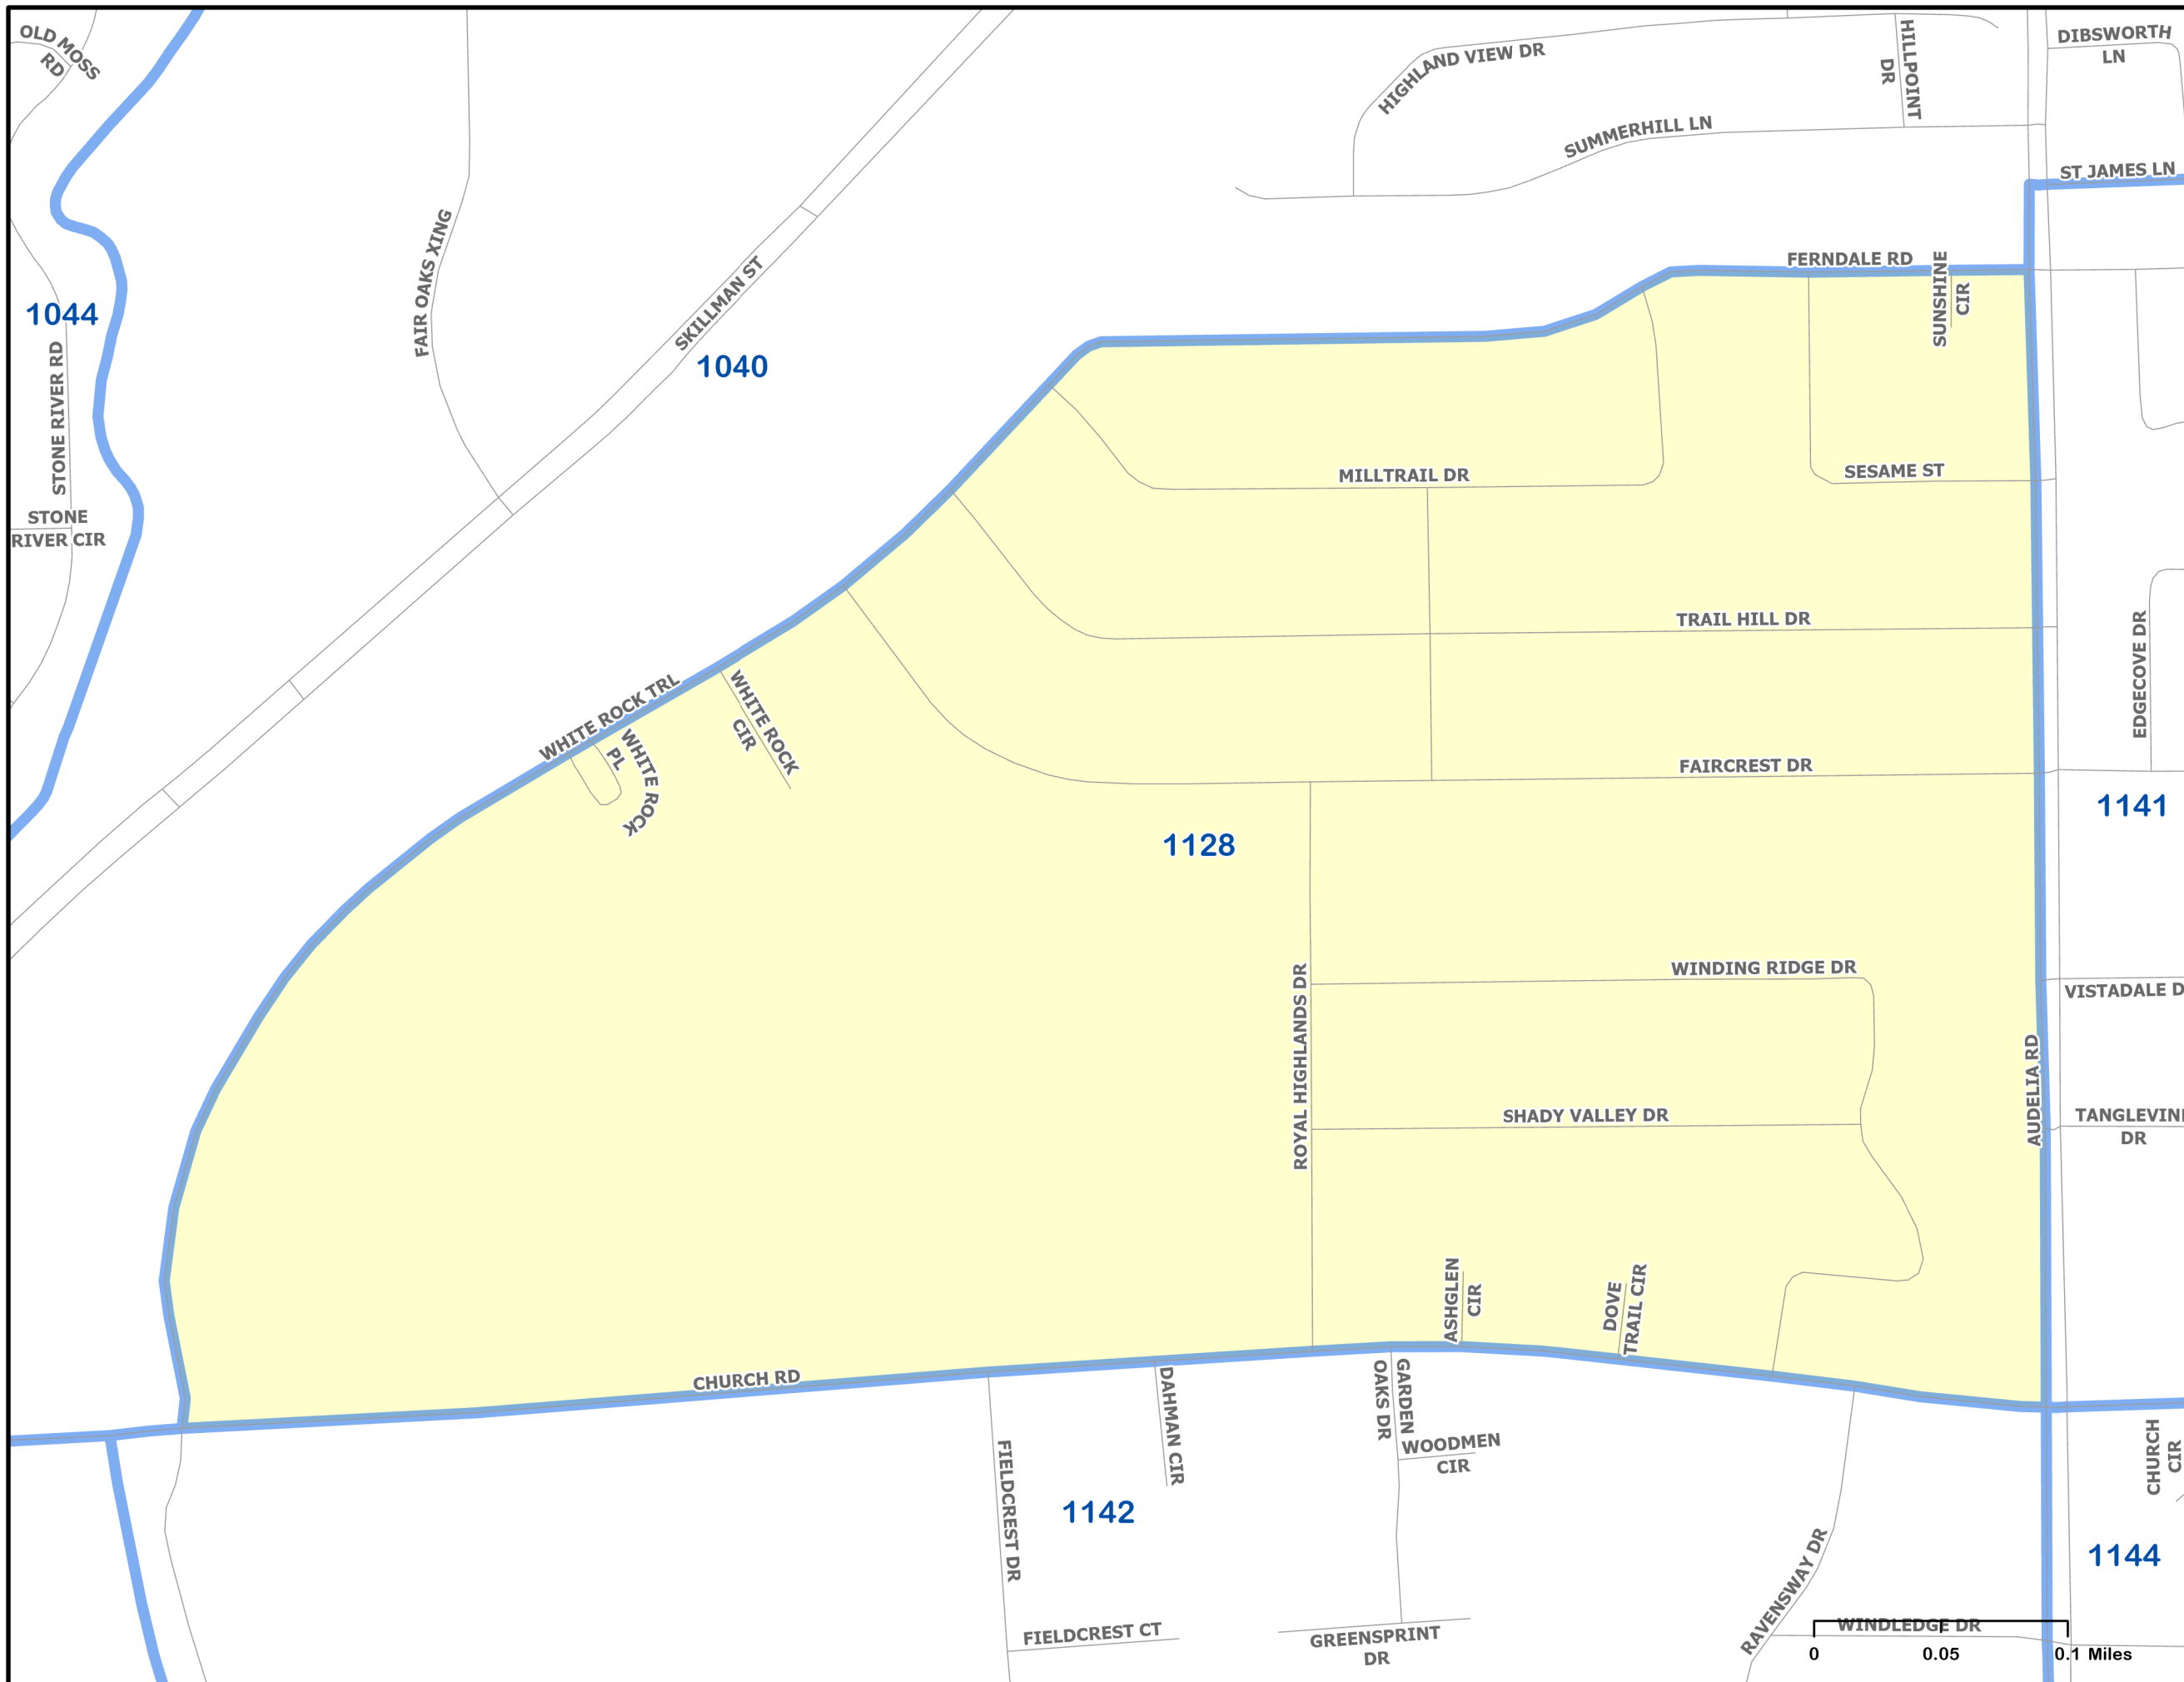 OLD MOSS
RD
HIGHLAND VIEW DR
HILLPOINT
DR
DIBSWORTH
LN
SUMMERHILL LN
ST JAMES LN
FAIR OAKS XING
SKILLMAN ST
FERNDALE RD
SUNSHINE
CIR
1044
1040
STONE RIVER RD
STONE
RIVER CIR
MILLTRAIL DR
SESAME ST
TRAIL HILL DR
EDGECOVE DR
WHITE ROCK TRL
WHITE ROCK
CIR
WHITE ROCK
PL
FAIRCREST DR
1141
1128
WINDING RIDGE DR
VISTADALE D
ROYAL HIGHLANDS DR
AUDELIA RD
SHADY VALLEY DR
TANGLEVINE
DR
ASHGLEN
CIR
DOVE
TRAIL CIR
CHURCH RD
DAHMAN CIR
GARDEN
OAKS DR
WOODMEN
CIR
FIELDCREST DR
CHURCH
CIR
1142
1144
RAVENSWAY DR
FIELDCREST CT
GREENSPRINT
DR
WINDLEDGE DR
0 0.05 0.1 Miles